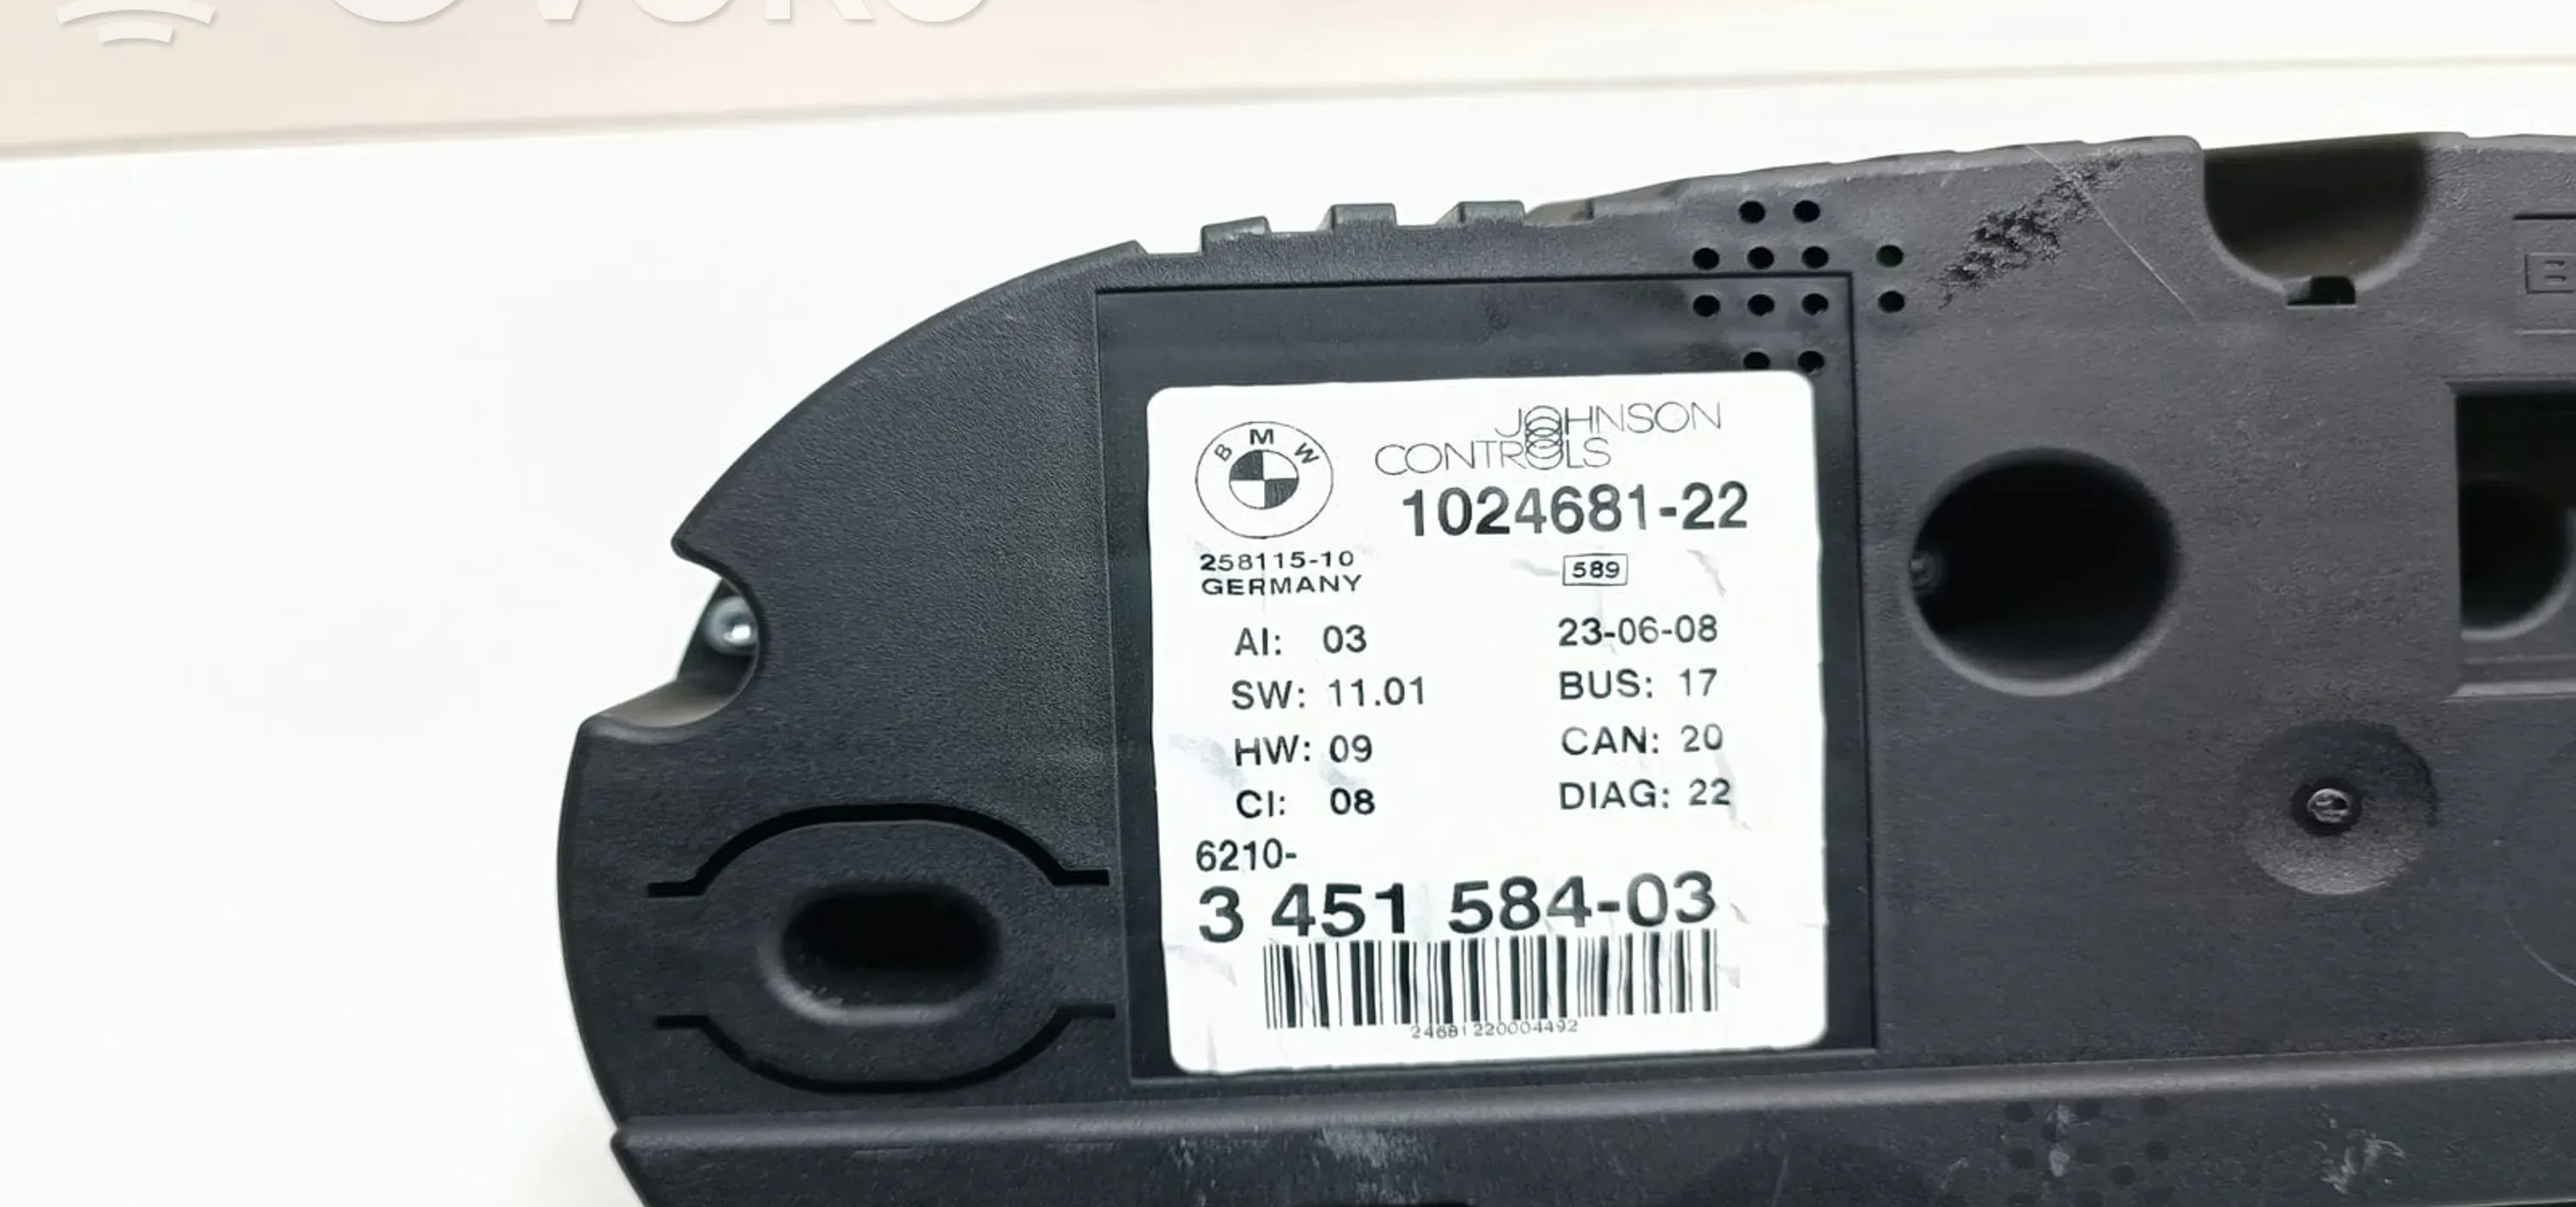 BMW
JOHNSON
CONTROLS
1024681-22
258115-10
GERMANY
589
AI: 03
23-06-08
SW: 11.01
BUS: 17
HW: 09
CAN: 20
CI: 08
DIAG: 22
6210-
3 451 584-03
24681220004492